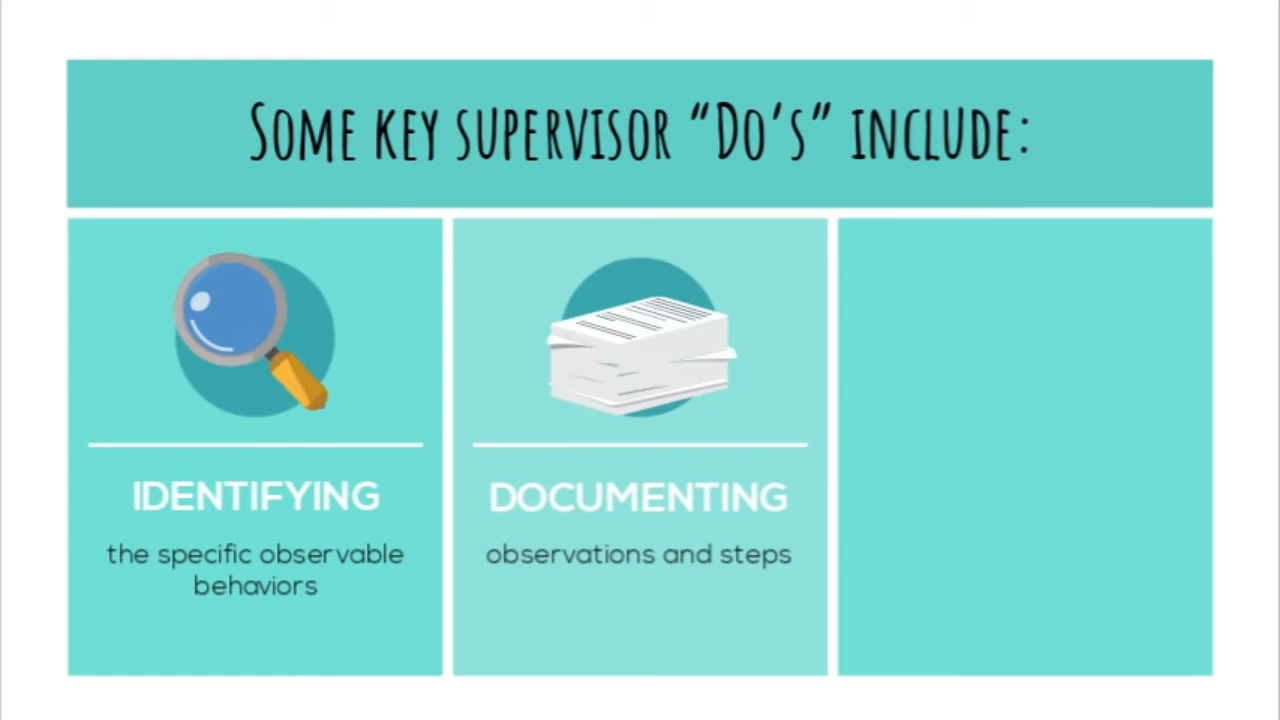 Some key supervisor “Do’s” include:
IDENTIFYING
the specific observable
behaviors
DOCUMENTING
observations and steps